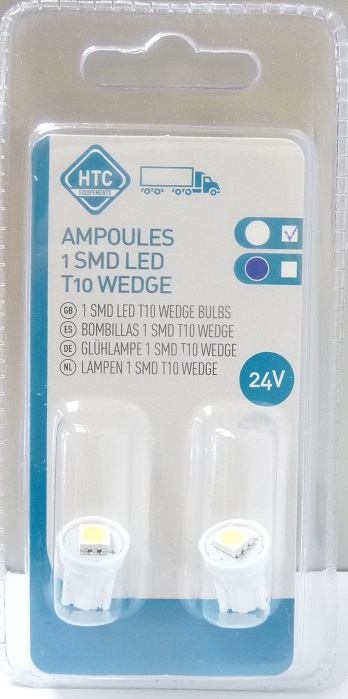 HTC
EQUIPEMENTS
AMPOULES
1 SMD LED
T10 WEDGE
GB 1 SMD LED T10 WEDGE BULBS
ES BOMBILLAS 1 SMD T10 WEDGE
DE GLÜHLAMPE 1 SMD T10 WEDGE
NL LAMPEN 1 SMD T10 WEDGE
24V